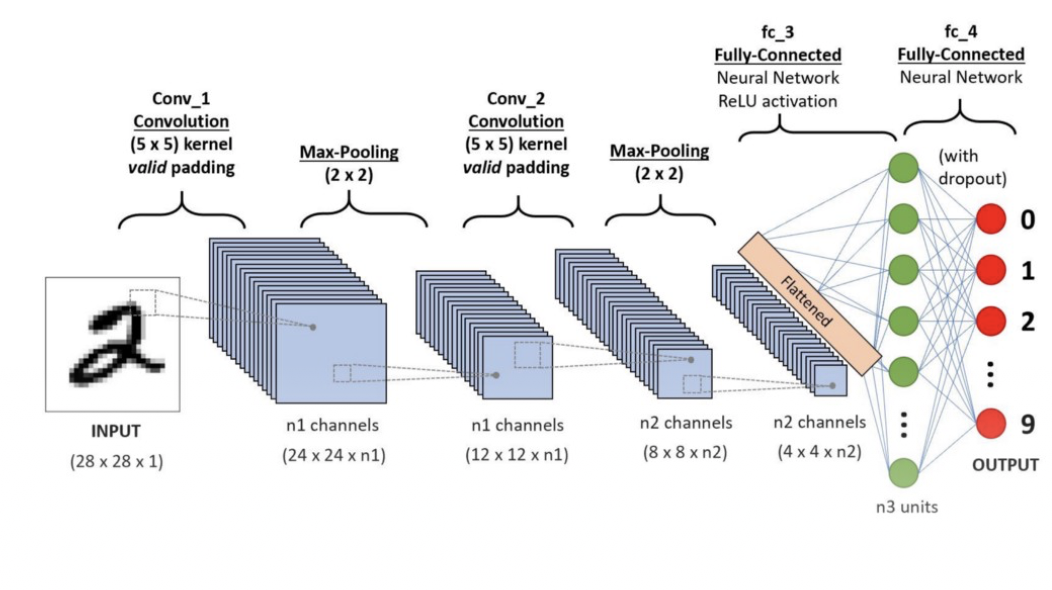 Conv_1
Convolution
(5 x 5) kernel
valid padding
Max-Pooling
(2 x 2)
Conv_2
Convolution
(5 x 5) kernel
valid padding
Max-Pooling
(2 x 2)
fc_3
Fully-Connected
Neural Network
ReLU activation
fc_4
Fully-Connected
Neural Network
(with
dropout)
Flattened
0
1
2
9
OUTPUT
INPUT
(28 x 28 x 1)
n1 channels
(24 x 24 x n1)
n1 channels
(12 x 12 x n1)
n2 channels
(8 x 8 x n2)
n2 channels
(4 x 4 x n2)
n3 units
2